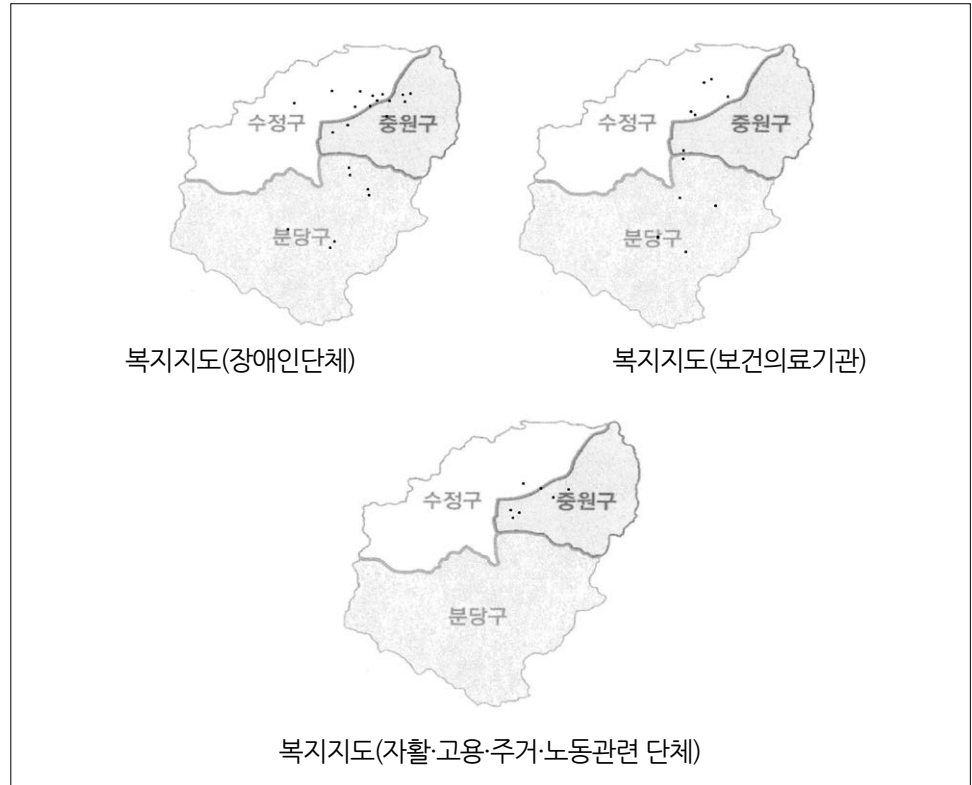 수정구
중원구
분당구
복지지도(장애인단체)
수정구
중원구
분당구
복지지도(보건의료기관)
수정구
중원구
분당구
복지지도(자활·고용·주거·노동관련 단체)